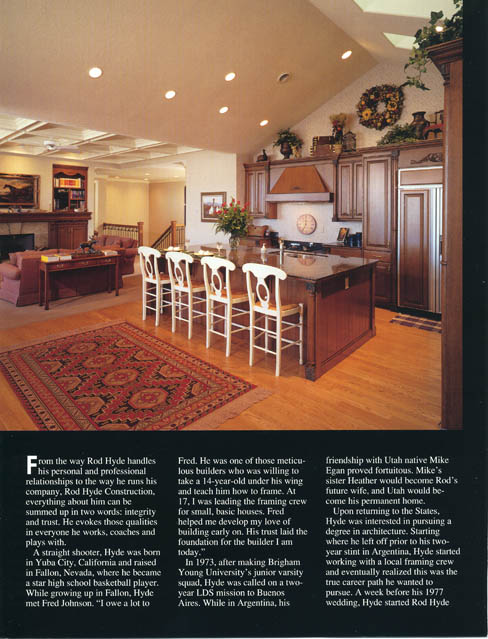 From the way Rod Hyde handles
his personal and professional
relationships to the way he runs his
company, Rod Hyde Construction,
everything about him can be
summed up in two words: integrity
and trust. He evokes those qualities
in everyone he works, coaches and
plays with.
A straight shooter, Hyde was born
in Yuba City, California and raised
in Fallon, Nevada, where he became
a star high school basketball player.
While growing up in Fallon, Hyde
met Fred Johnson. "I owe a lot to
Fred. He was one of those meticu-
lous builders who was willing to
take a 14-year-old under his wing
and teach him how to frame. At
17, I was leading the framing crew
for small, basic houses. Fred
helped me develop my love of
building early on. His trust laid the
foundation for the builder I am
today."
In 1973, after making Brigham
Young University's junior varsity
squad, Hyde was called on a two-
year LDS mission to Buenos
Aires. While in Argentina, his
friendship with Utah native Mike
Egan proved fortuitous. Mike's
sister Heather would become Rod's
future wife, and Utah would be-
come his permanent home.
Upon returning to the States,
Hyde was interested in pursuing a
degree in architecture. Starting
where he left off prior to his two-
year stint in Argentina, Hyde started
working with a local framing crew
and eventually realized this was the
true career path he wanted to
pursue. A week before his 1977
wedding, Hyde started Rod Hyde